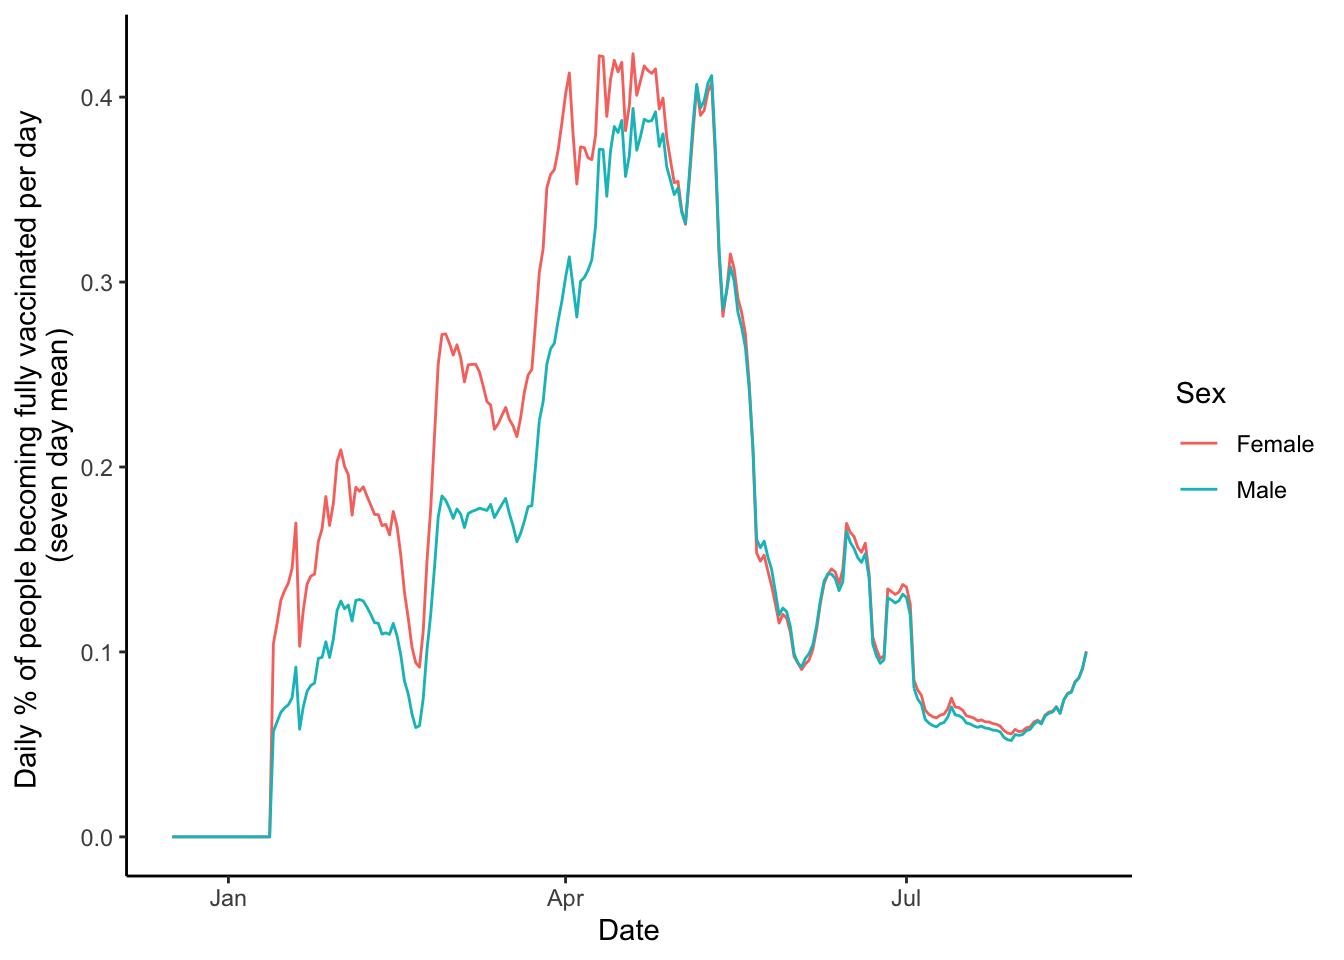 Daily % of people becoming fully vaccinated per day
(seven day mean)
0.4
0.3
0.2
0.1
0.0
Jan
Apr
Jul
Date
Sex
Female
Male